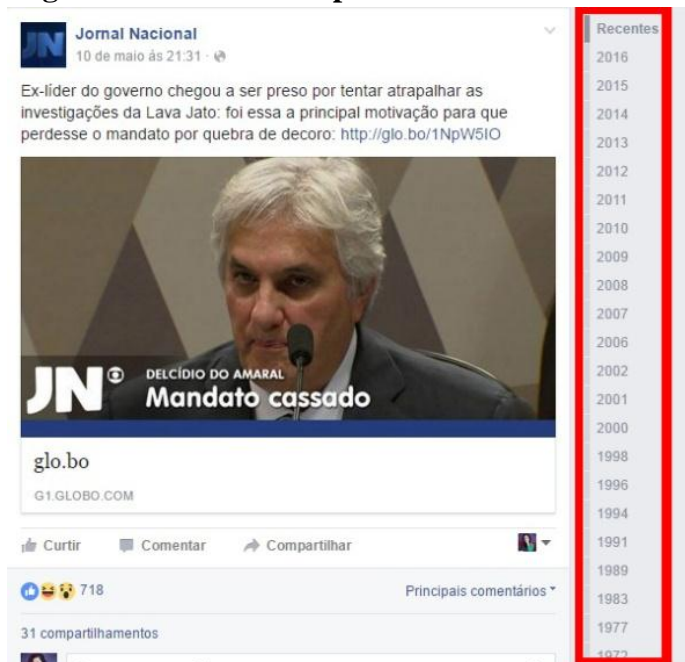 JN
Jornal Nacional
10 de maio às 21:31 ·
Ex-líder do governo chegou a ser preso por tentar atrapalhar as
investigações da Lava Jato: foi essa a principal motivação para que
perdesse o mandato por quebra de decoro: http://glo.bo/1NpW5IO
JN
DELCÍDIO DO AMARAL
Mandato cassado
glo.bo
G1.GLOBO.COM
Curtir Comentar Compartilhar
718 Principais comentários
31 compartilhamentos
Recentes
2016
2015
2014
2013
2012
2011
2010
2009
2008
2007
2006
2002
2001
2000
1998
1996
1994
1991
1989
1983
1977
1972